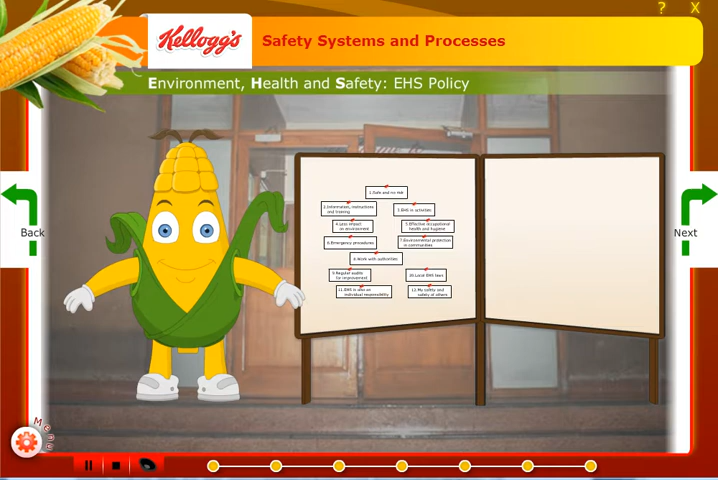 ? X
Kellogg's
Safety Systems and Processes
Environment, Health and Safety: EHS Policy
1.Safe and no risk
2.Information, instructions
and training
3.EHS in activities
4.Less impact
on environment
5.Effective occupational
health and hygiene
6.Emergency procedures
7.Environmental protection
in communities
8.Work with authorities
9.Regular audits
for improvement
10.Local EHS laws
11.EHS is also an
individual responsibility
12.My safety and
safety of others
Back
Next
Menu